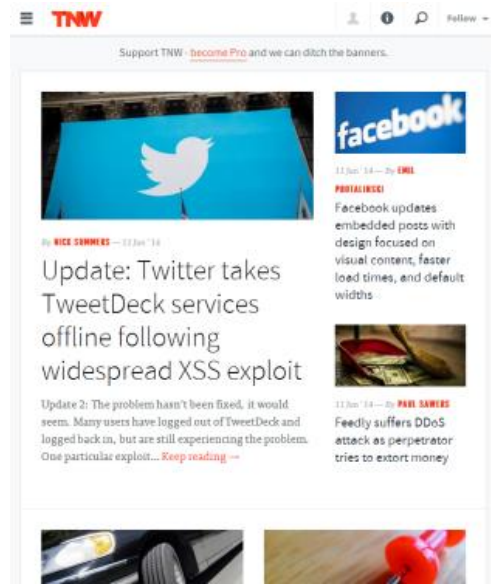 TNW
Follow
Support TNW - become Pro and we can ditch the banners.
By NICK SUMMERS — 11 Jun '14
Update: Twitter takes
TweetDeck services
offline following
widespread XSS exploit
Update 2: The problem hasn't been fixed, it would
seem. Many users have logged out of TweetDeck and
logged back in, but are still experiencing the problem.
One particular exploit... Keep reading →
facebook
11 Jun '14 — By EMIL
PROTALINSKI
Facebook updates
embedded posts with
design focused on
visual content, faster
load times, and default
widths
11 Jun '14 — By PAUL SAWERS
Feedly suffers DDoS
attack as perpetrator
tries to extort money